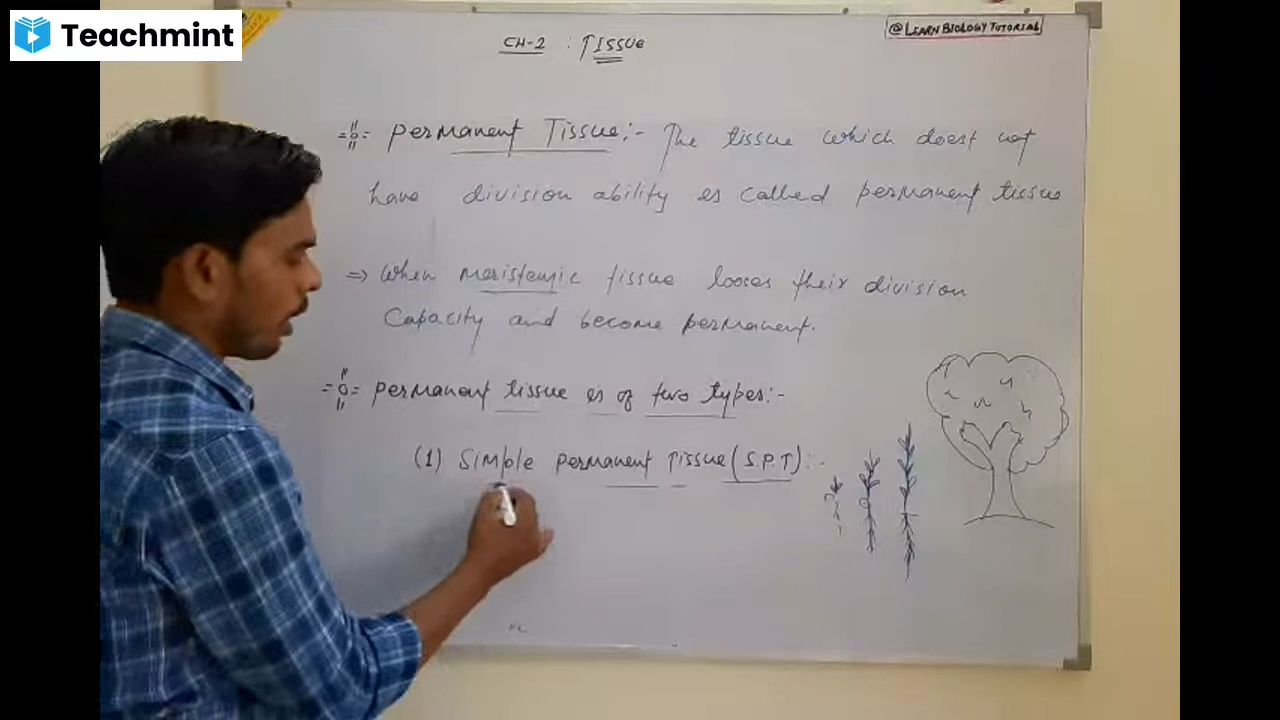 Teachmint
@LEARN BIOLOGY TUTORIAL
CH-2 : TISSUE
Permanent Tissue:- The tissue which doest not
have division ability is called permanent tissue
=> When meristemic tissue looses their division
Capacity and become permanent.
Permanent tissue is of two types:-
(1) Simple permanent Tissue (S.P.T):-